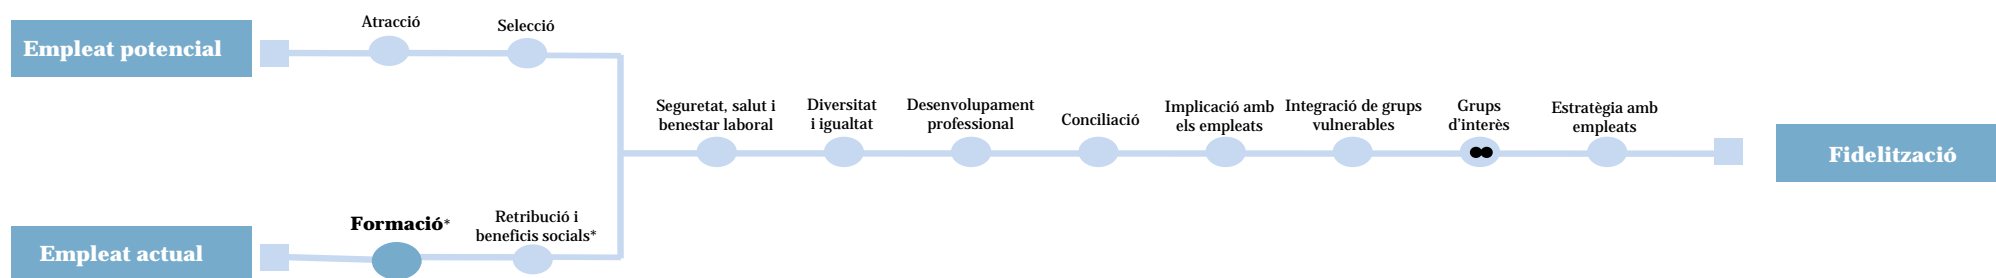 Empleat potencial
Atracció
Selecció
Seguretat, salut i
benestar laboral
Diversitat
i igualtat
Desenvolupament
professional
Conciliació
Implicació amb
els empleats
Integració de grups
vulnerables
Grups
d'interès
Estratègia amb
empleats
Fidelització
Empleat actual
Formació*
Retribució i
beneficis socials*